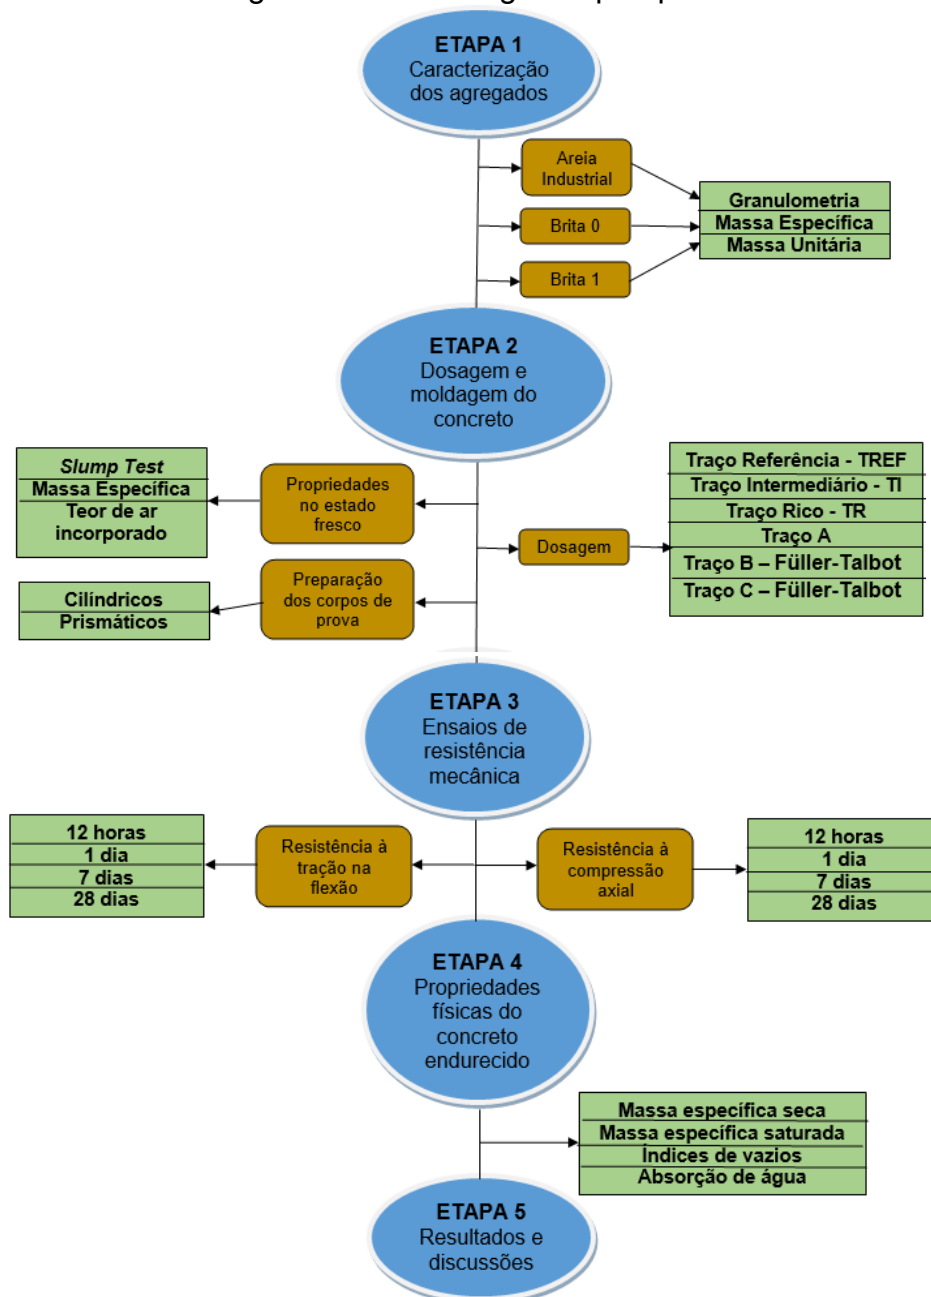 ETAPA 1
Caracterização
dos agregados
Areia
Industrial
Brita 0
Brita 1
Granulometria
Massa Específica
Massa Unitária
ETAPA 2
Dosagem e
moldagem do
concreto
Slump Test
Massa Específica
Teor de ar
incorporado
Propriedades
no estado
fresco
Cilíndricos
Prismáticos
Preparação
dos corpos de
prova
Dosagem
Traço Referência - TREF
Traço Intermediário - TI
Traço Rico - TR
Traço A
Traço B – Füller-Talbot
Traço C – Füller-Talbot
ETAPA 3
Ensaios de
resistência
mecânica
12 horas
1 dia
7 dias
28 dias
Resistência à
tração na
flexão
Resistência à
compressão
axial
12 horas
1 dia
7 dias
28 dias
ETAPA 4
Propriedades
físicas do
concreto
endurecido
Massa específica seca
Massa específica saturada
Índices de vazios
Absorção de água
ETAPA 5
Resultados e
discussões